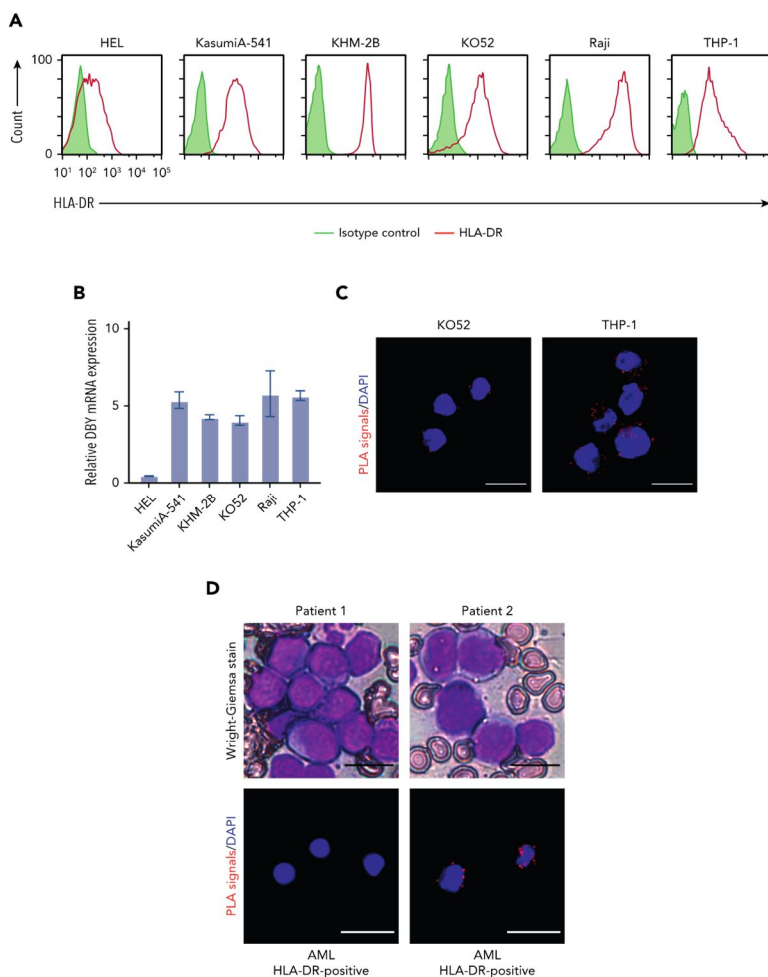 A
HEL
KasumiA-541
KHM-2B
KO52
Raji
THP-1
100
0
Count
10¹ 10² 10³ 10⁴ 10⁵
HLA-DR
Isotype control
HLA-DR
B
10
5
0
Relative DBY mRNA expression
HEL
KasumiA-541
KHM-2B
KO52
Raji
THP-1
C
KO52
THP-1
PLA signals/DAPI
D
Patient 1
Patient 2
Wright-Giemsa stain
PLA signals/DAPI
AML
HLA-DR-positive
AML
HLA-DR-positive